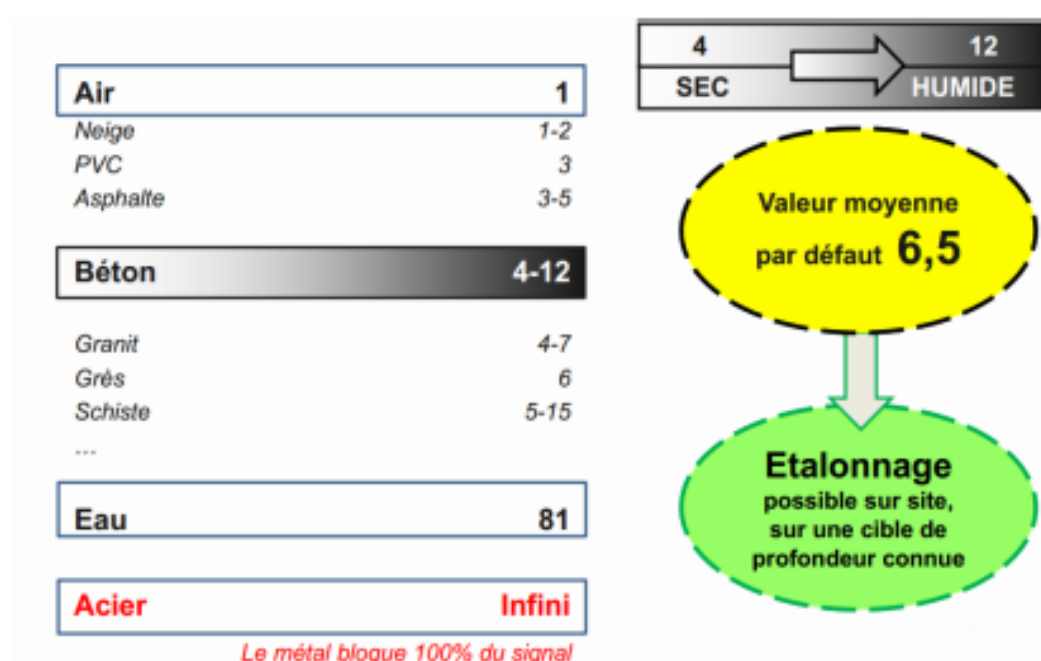 Air 1
Neige 1-2
PVC 3
Asphalte 3-5
Béton 4-12
Granit 4-7
Grès 6
Schiste 5-15
...
Eau 81
Acier Infini
Le métal bloque 100% du signal
4 12
SEC HUMIDE
Valeur moyenne
par défaut 6,5
Etalonnage
possible sur site,
sur une cible de
profondeur connue